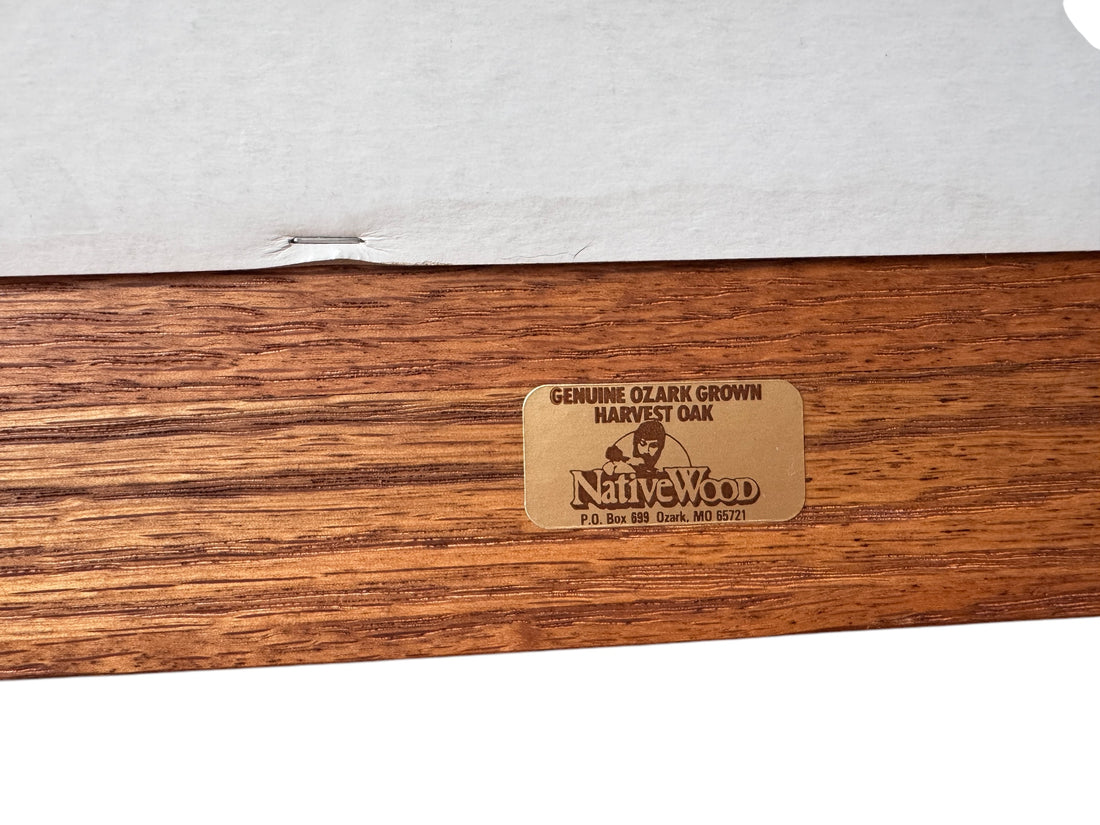 GENUINE OZARK GROWN
HARVEST OAK
NativeWood
P.O. Box 699 Ozark, MO 65721